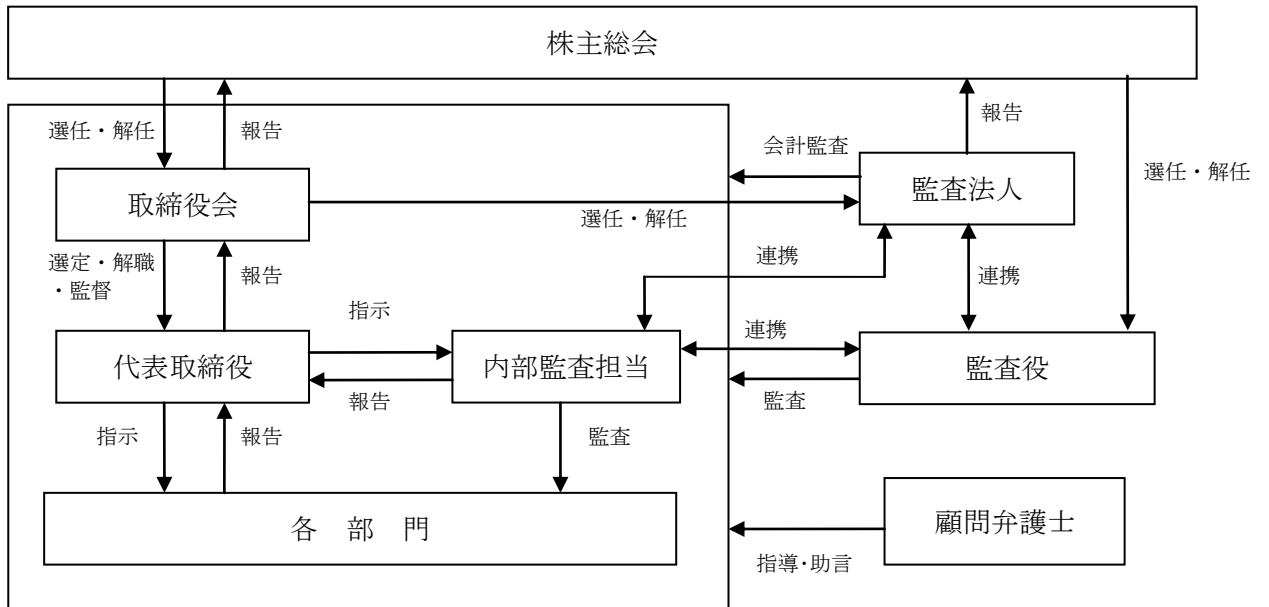 株主総会
選任・解任
報告
報告
会計監査
選任・解任
取締役会
監査法人
選任・解任
選定・解職
・監督
報告
連携
連携
指示
連携
代表取締役
内部監査担当
監査役
報告
監査
指示
報告
監査
各　部　門
顧問弁護士
指導・助言